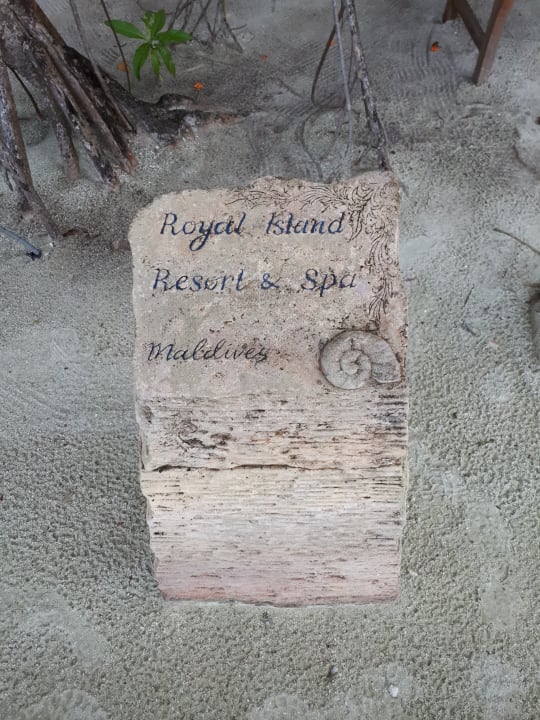 Royal Island
Resort & Spa
Maldives